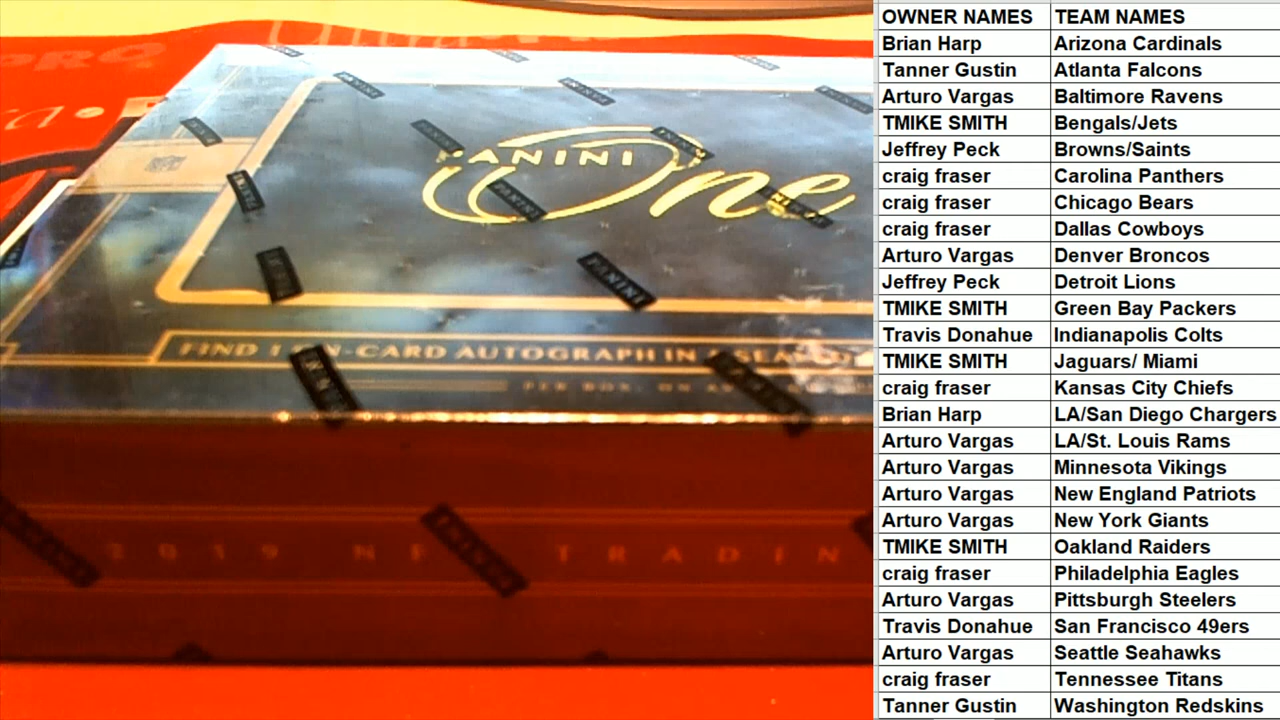 PANINI One
FIND 1 ON-CARD AUTOGRAPH IN
PER BOX, ON
2019 NF TRADIN
PANINI
OWNER NAMES TEAM NAMES
Brian Harp Arizona Cardinals
Tanner Gustin Atlanta Falcons
Arturo Vargas Baltimore Ravens
TMIKE SMITH Bengals/Jets
Jeffrey Peck Browns/Saints
craig fraser Carolina Panthers
craig fraser Chicago Bears
craig fraser Dallas Cowboys
Arturo Vargas Denver Broncos
Jeffrey Peck Detroit Lions
TMIKE SMITH Green Bay Packers
Travis Donahue Indianapolis Colts
TMIKE SMITH Jaguars/ Miami
craig fraser Kansas City Chiefs
Brian Harp LA/San Diego Chargers
Arturo Vargas LA/St. Louis Rams
Arturo Vargas Minnesota Vikings
Arturo Vargas New England Patriots
Arturo Vargas New York Giants
TMIKE SMITH Oakland Raiders
craig fraser Philadelphia Eagles
Arturo Vargas Pittsburgh Steelers
Travis Donahue San Francisco 49ers
Arturo Vargas Seattle Seahawks
craig fraser Tennessee Titans
Tanner Gustin Washington Redskins